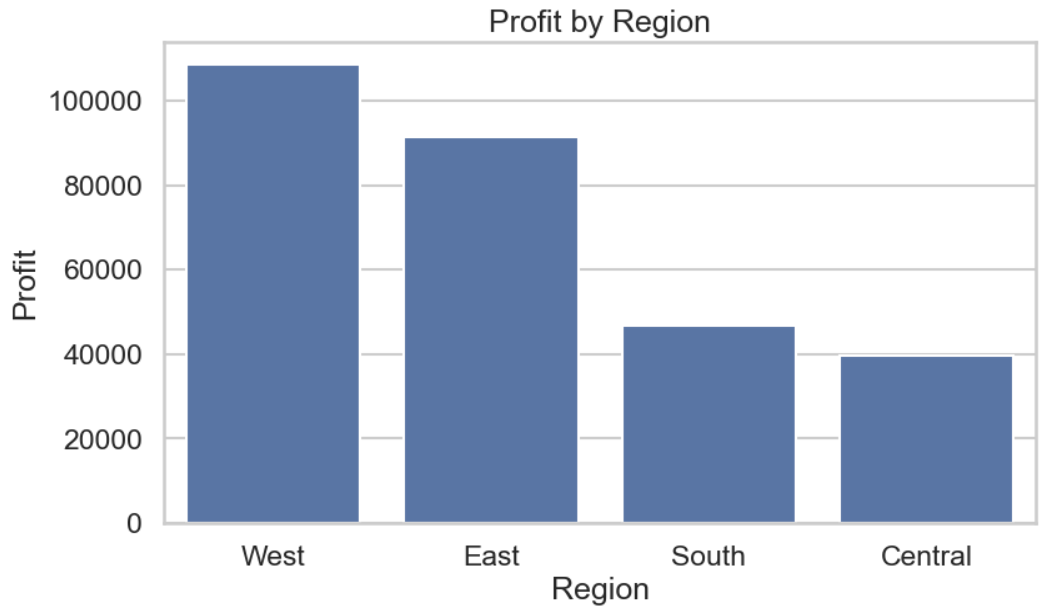 Profit by Region
Profit
100000
80000
60000
40000
20000
0
West East South Central
Region